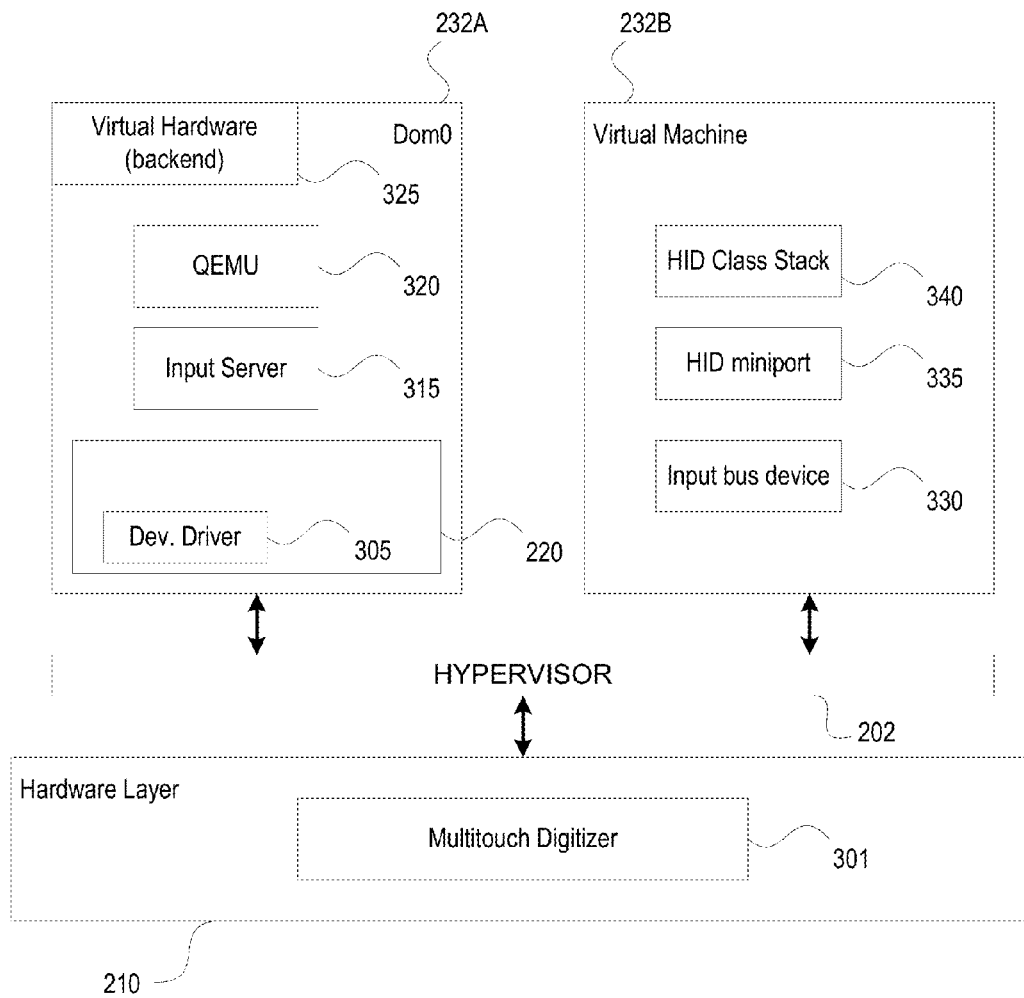 232A
232B
Virtual Hardware
(backend)
Dom0
Virtual Machine
325
QEMU
320
HID Class Stack
340
Input Server
315
HID miniport
335
Dev. Driver
305
220
Input bus device
330
HYPERVISOR
202
Hardware Layer
Multitouch Digitizer
301
210